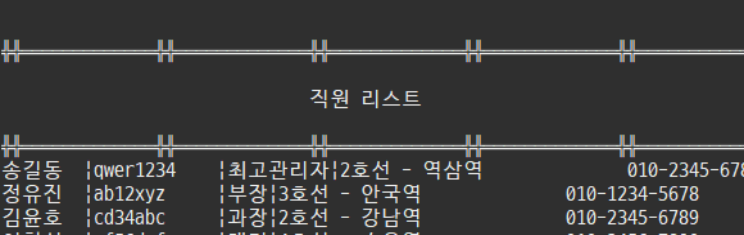 직원 리스트
송길동 ¦qwer1234 ¦최고관리자¦2호선 - 역삼역 010-2345-678
정유진 ¦ab12xyz ¦부장¦3호선 - 안국역 010-1234-5678
김윤호 ¦cd34abc ¦과장¦2호선 - 강남역 010-2345-6789